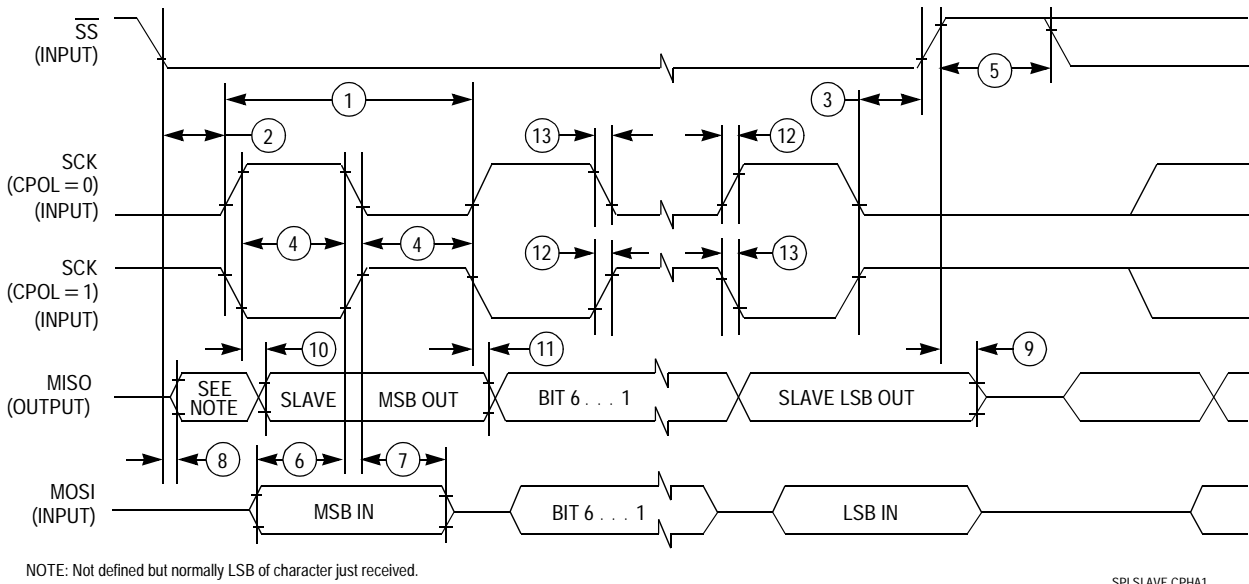 SS
(INPUT)
5
1
3
2
13
12
SCK
(CPOL = 0)
(INPUT)
4
4
12
13
SCK
(CPOL = 1)
(INPUT)
10
11
9
MISO
(OUTPUT)
SEE
NOTE
SLAVE
MSB OUT
BIT 6 . . . 1
SLAVE LSB OUT
8
6
7
MOSI
(INPUT)
MSB IN
BIT 6 . . . 1
LSB IN
NOTE: Not defined but normally LSB of character just received.
SPI SLAVE CPHA1